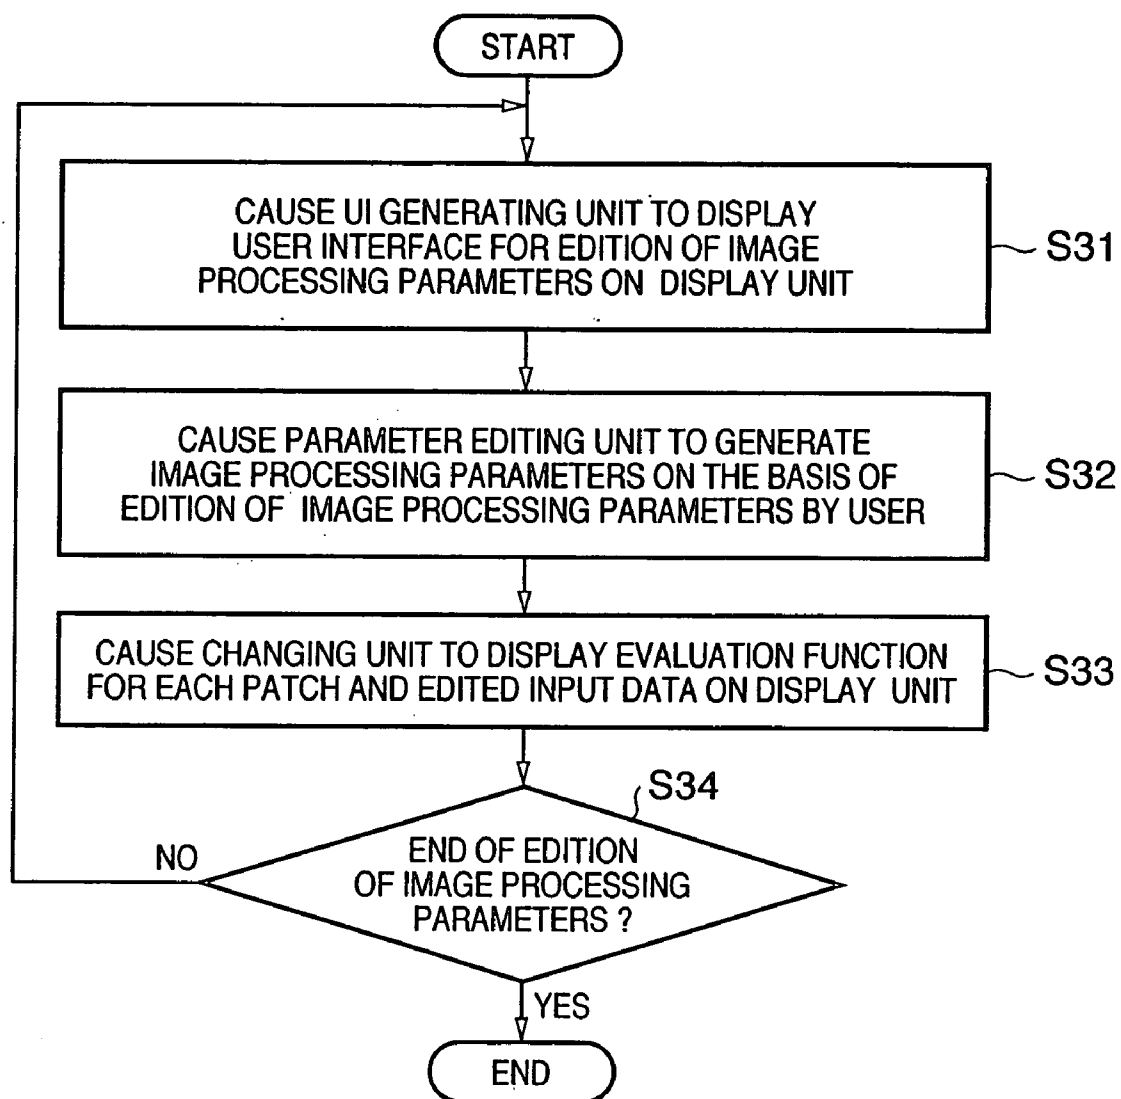 START
CAUSE UI GENERATING UNIT TO DISPLAY
USER INTERFACE FOR EDITION OF IMAGE
PROCESSING PARAMETERS ON DISPLAY UNIT
S31
CAUSE PARAMETER EDITING UNIT TO GENERATE
IMAGE PROCESSING PARAMETERS ON THE BASIS OF
EDITION OF IMAGE PROCESSING PARAMETERS BY USER
S32
CAUSE CHANGING UNIT TO DISPLAY EVALUATION FUNCTION
FOR EACH PATCH AND EDITED INPUT DATA ON DISPLAY UNIT
S33
S34
END OF EDITION
OF IMAGE PROCESSING
PARAMETERS ?
NO
YES
END